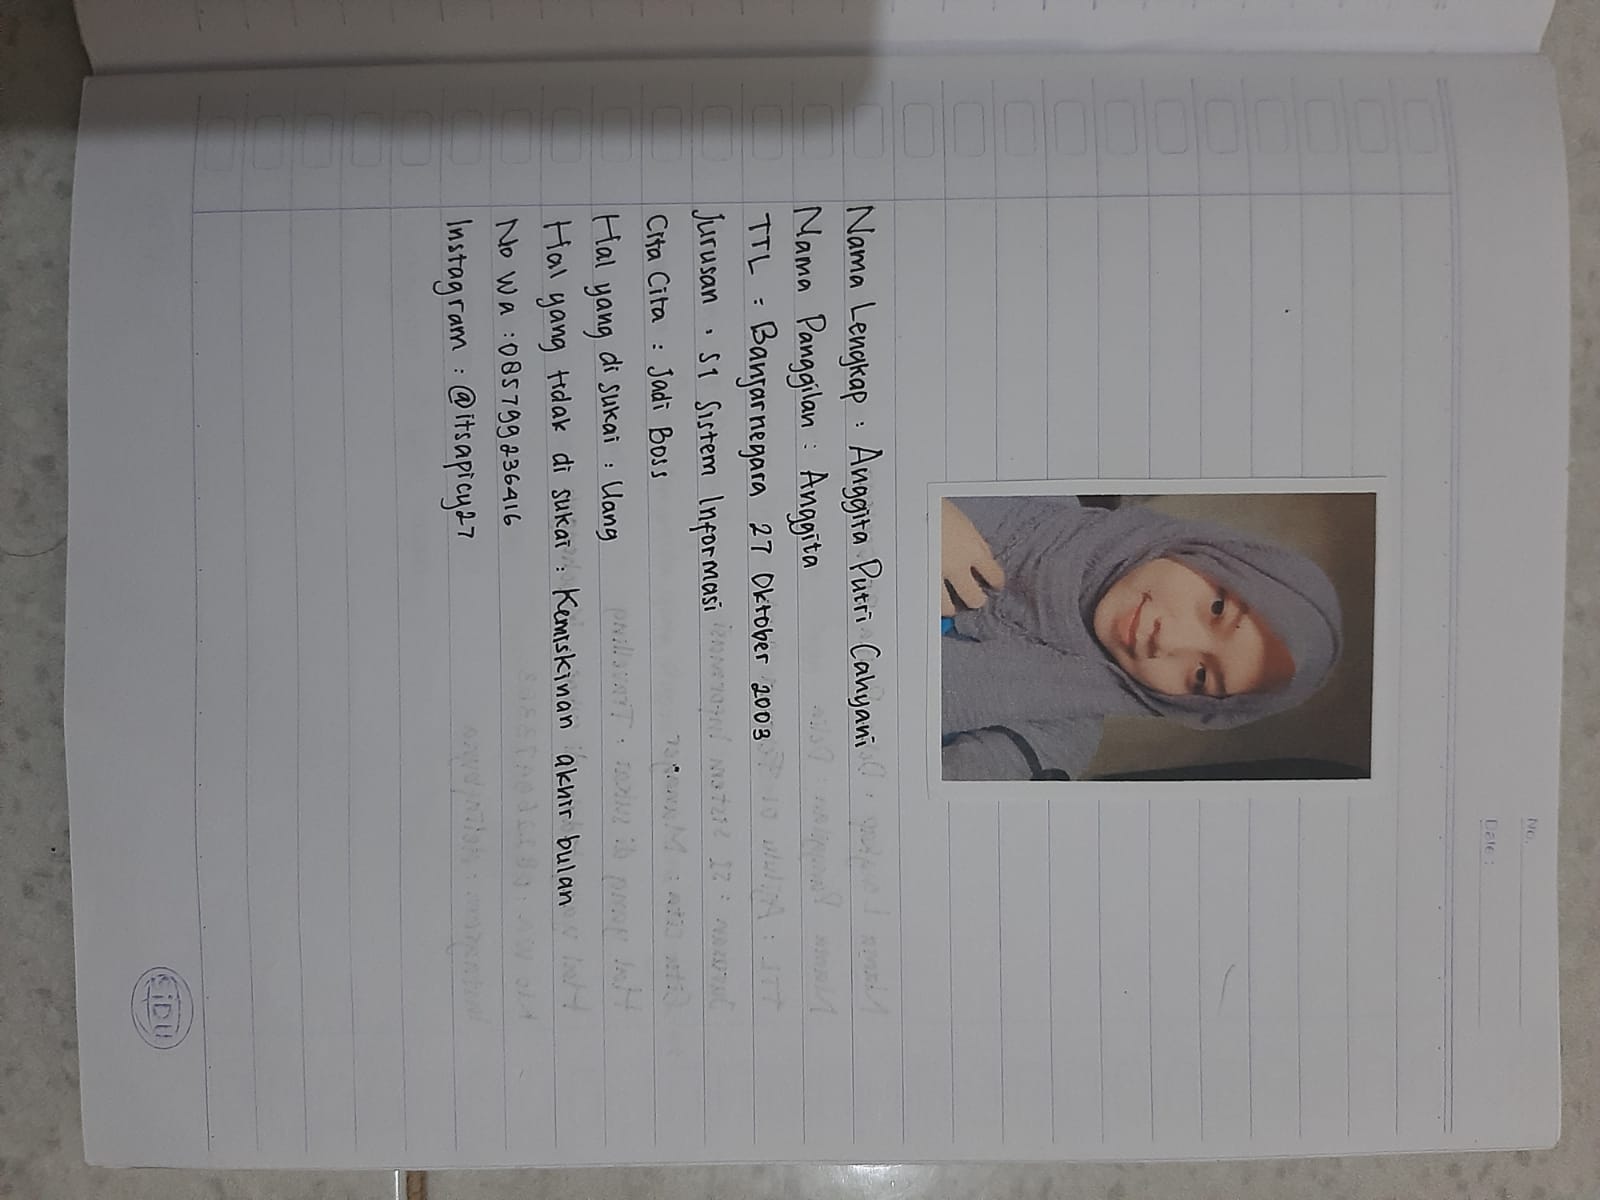 No.
Date :
Nama Lengkap : Anggita Putri Cahyani
Nama Panggilan : Anggita
TTL : Banjarnegara 27 Oktober 2003
Jurusan : S1 Sistem Informasi
Cita Cita : Jadi Boss
Hal yang di sukai : Uang
Hal yang tidak di sukai : Kemiskinan akhir bulan
No Wa : 085799236416
Instagram : @itsapicy27
SiDU